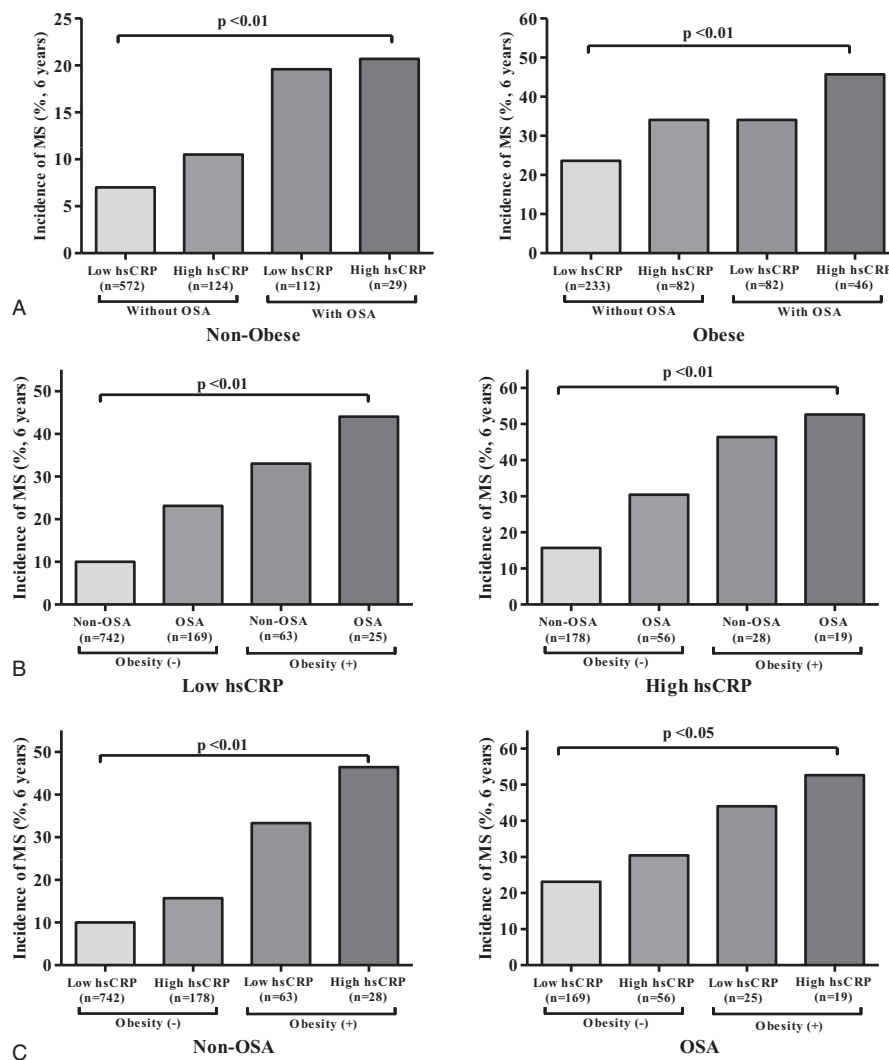 p <0.01
Incidence of MS (%, 6 years)
25
20
15
10
5
0
Low hsCRP High hsCRP Low hsCRP High hsCRP
(n=572) (n=124) (n=112) (n=29)
Without OSA With OSA
Non-Obese
A
p <0.01
Incidence of MS (%, 6 years)
60
50
40
30
20
10
0
Low hsCRP High hsCRP Low hsCRP High hsCRP
(n=233) (n=82) (n=82) (n=46)
Without OSA With OSA
Obese
p <0.01
Incidence of MS (%, 6 years)
50
40
30
20
10
0
Non-OSA OSA Non-OSA OSA
(n=742) (n=169) (n=63) (n=25)
Obesity (-) Obesity (+)
Low hsCRP
B
p <0.01
Incidence of MS (%, 6 years)
60
50
40
30
20
10
0
Non-OSA OSA Non-OSA OSA
(n=178) (n=56) (n=28) (n=19)
Obesity (-) Obesity (+)
High hsCRP
p <0.01
Incidence of MS (%, 6 years)
50
40
30
20
10
0
Low hsCRP High hsCRP Low hsCRP High hsCRP
(n=742) (n=178) (n=63) (n=28)
Obesity (-) Obesity (+)
Non-OSA
C
p <0.05
Incidence of MS (%, 6 years)
60
50
40
30
20
10
0
Low hsCRP High hsCRP Low hsCRP High hsCRP
(n=169) (n=56) (n=25) (n=19)
Obesity (-) Obesity (+)
OSA